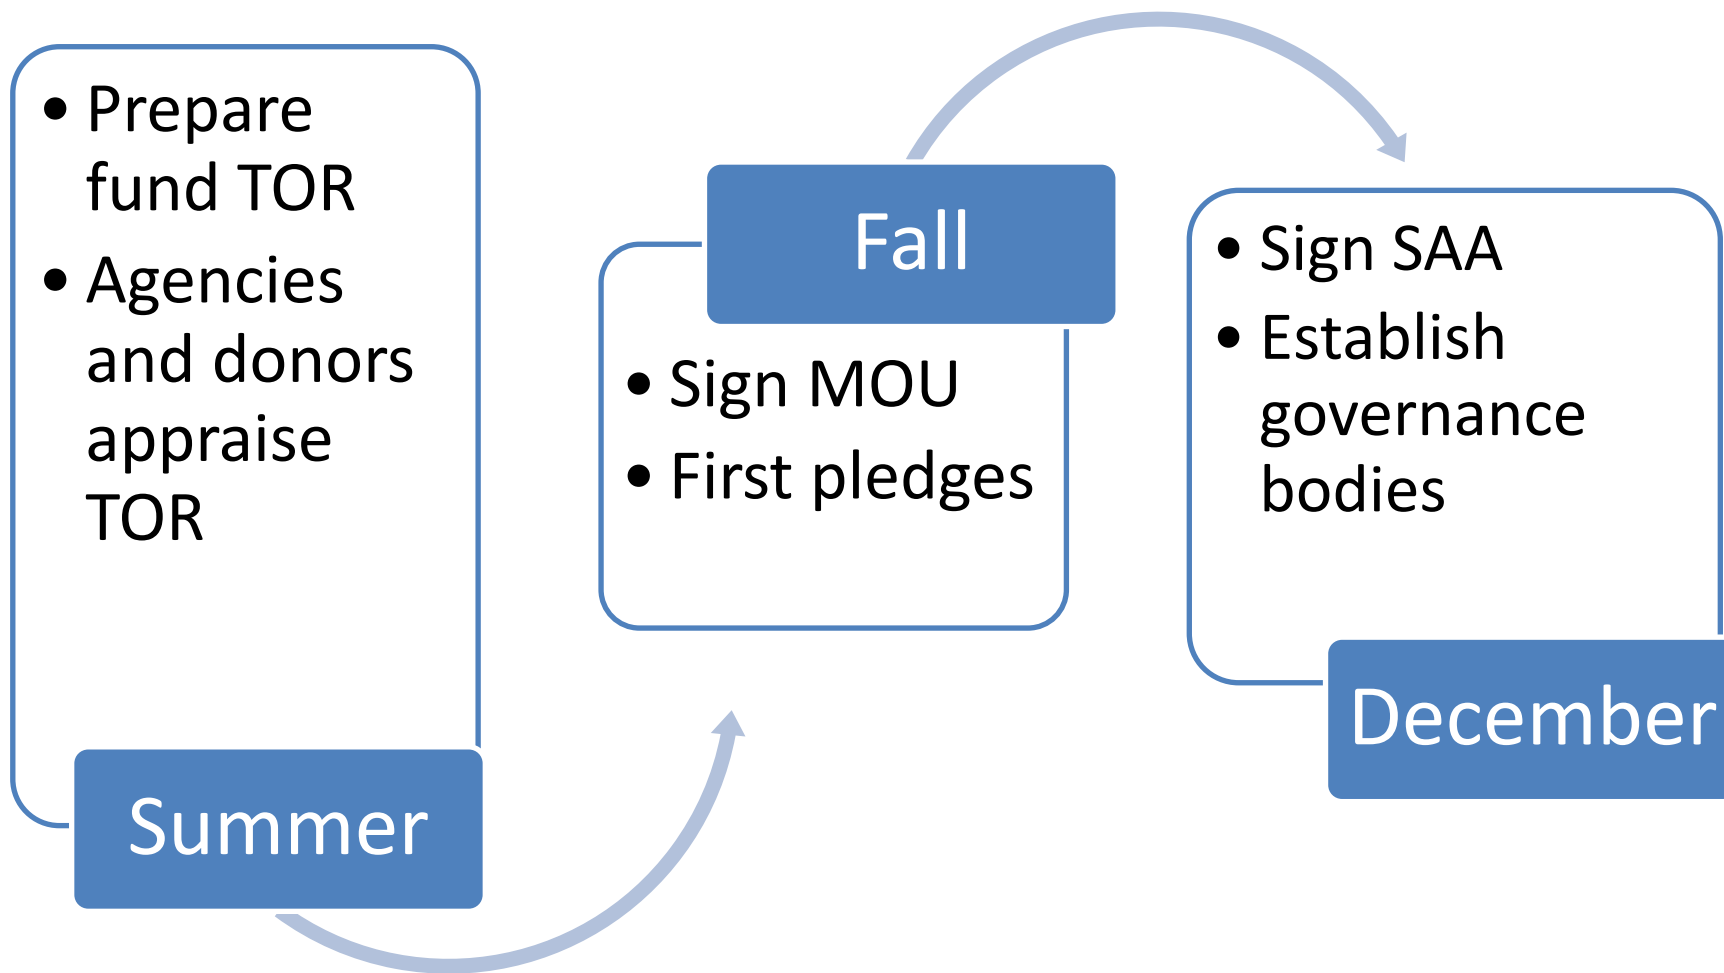 • Prepare
fund TOR
• Agencies
and donors
appraise
TOR
Summer
Fall
• Sign MOU
• First pledges
• Sign SAA
• Establish
governance
bodies
December